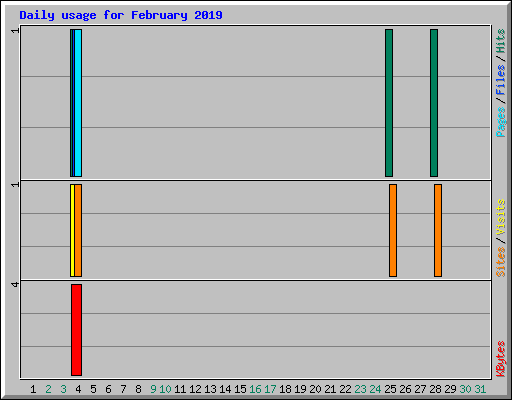 Daily usage for February 2019
1
1
4
Pages / Files / Hits
Sites / Visits
KBytes
1 2 3 4 5 6 7 8 9 10 11 12 13 14 15 16 17 18 19 20 21 22 23 24 25 26 27 28 29 30 31